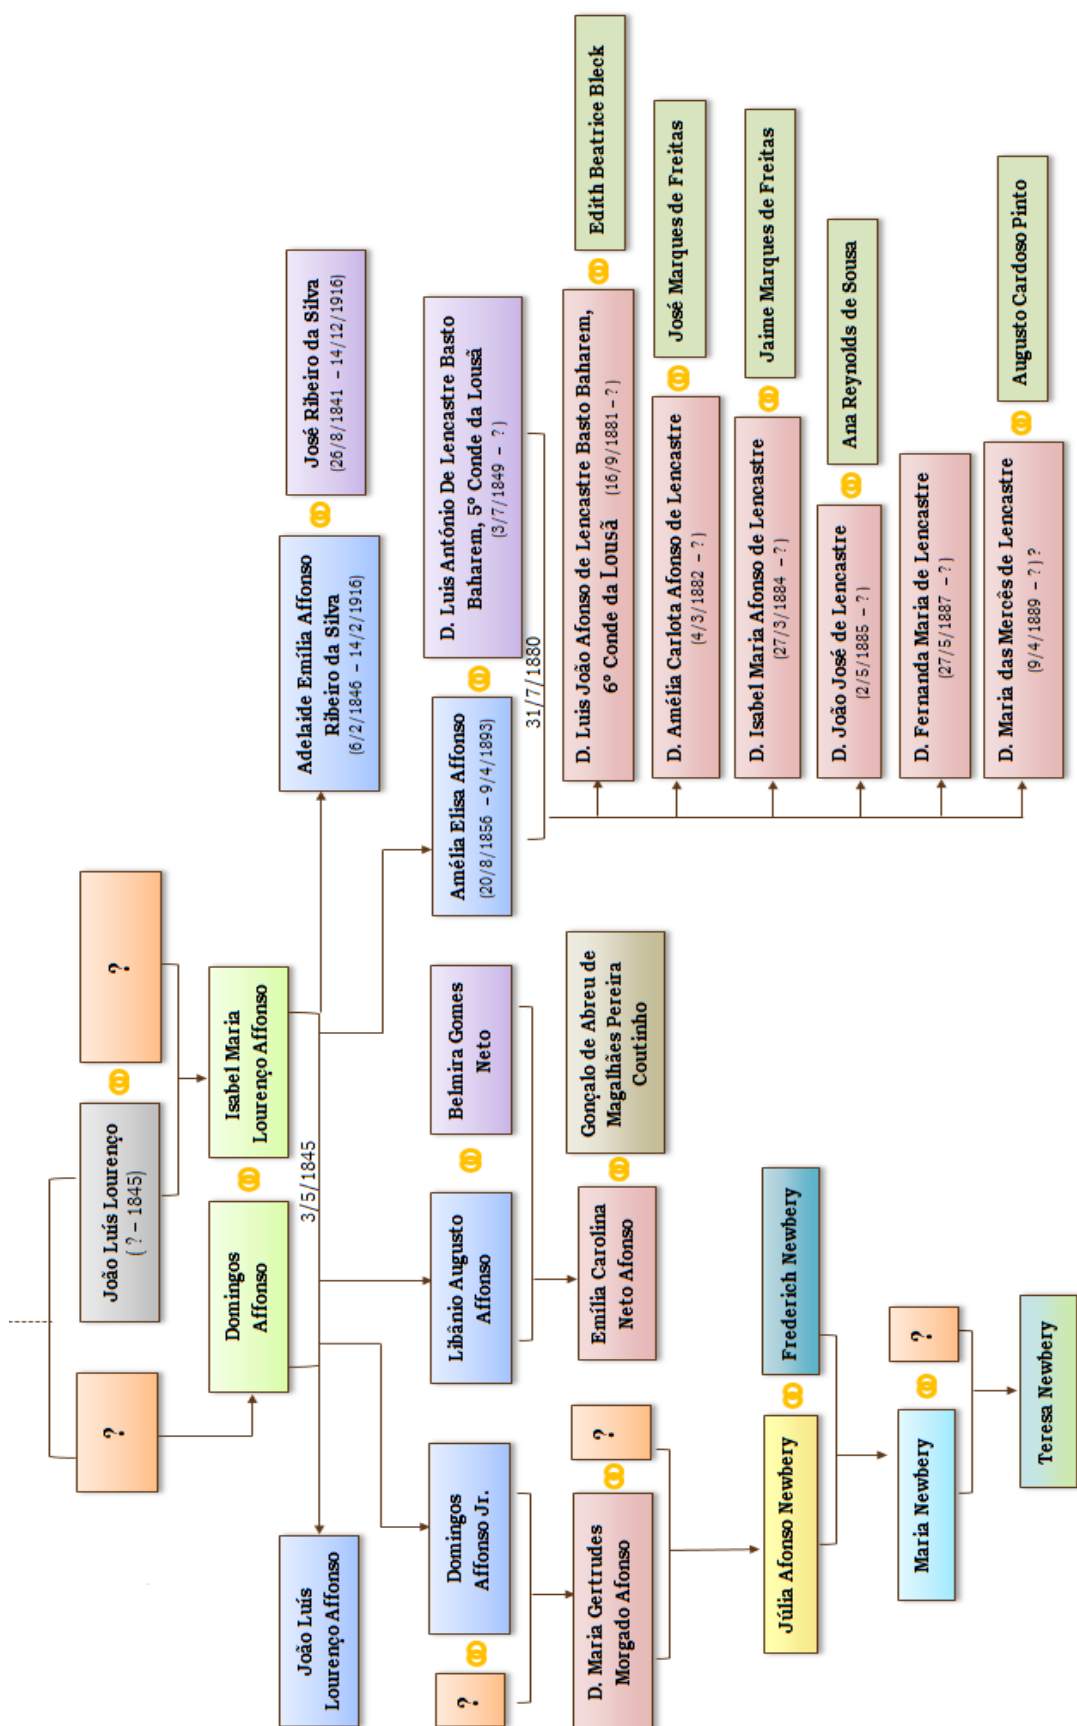 ?
João Luís Lourenço
( ? – 1845)
?
Domingos
Affonso
Isabel Maria
Lourenço Affonso
3/5/1845
João Luís
Lourenço Affonso
Adelaide Emília Affonso
Ribeiro da Silva
(6/2/1846 – 14/2/1916)
José Ribeiro da Silva
(26/8/1841 – 14/12/1916)
?
Domingos
Affonso Jr.
Libânio Augusto
Affonso
Belmira Gomes
Neto
Amélia Elisa Affonso
(20/8/1856 – 9/4/1893)
D. Luis António De Lencastre Basto
Baharem, 5º Conde da Lousã
(3/7/1849 – ?)
31/7/1880
D. Maria Gertrudes
Morgado Afonso
?
Emília Carolina
Neto Afonso
Gonçalo de Abreu de
Magalhães Pereira
Coutinho
D. Luis João Afonso de Lencastre Basto Baharem,
6º Conde da Lousã (16/9/1881 – ?)
Edith Beatrice Bleck
D. Amélia Carlota Afonso de Lencastre
(4/3/1882 – ?)
José Marques de Freitas
D. Isabel Maria Afonso de Lencastre
(27/3/1884 – ?)
Jaime Marques de Freitas
D. João José de Lencastre
(2/5/1885 – ?)
Ana Reynolds de Sousa
D. Fernanda Maria de Lencastre
(27/5/1887 – ?)
D. Maria das Mercês de Lencastre
(9/4/1889 – ?) ?
Augusto Cardoso Pinto
Júlia Afonso Newbery
Frederich Newbery
Maria Newbery
?
Teresa Newbery